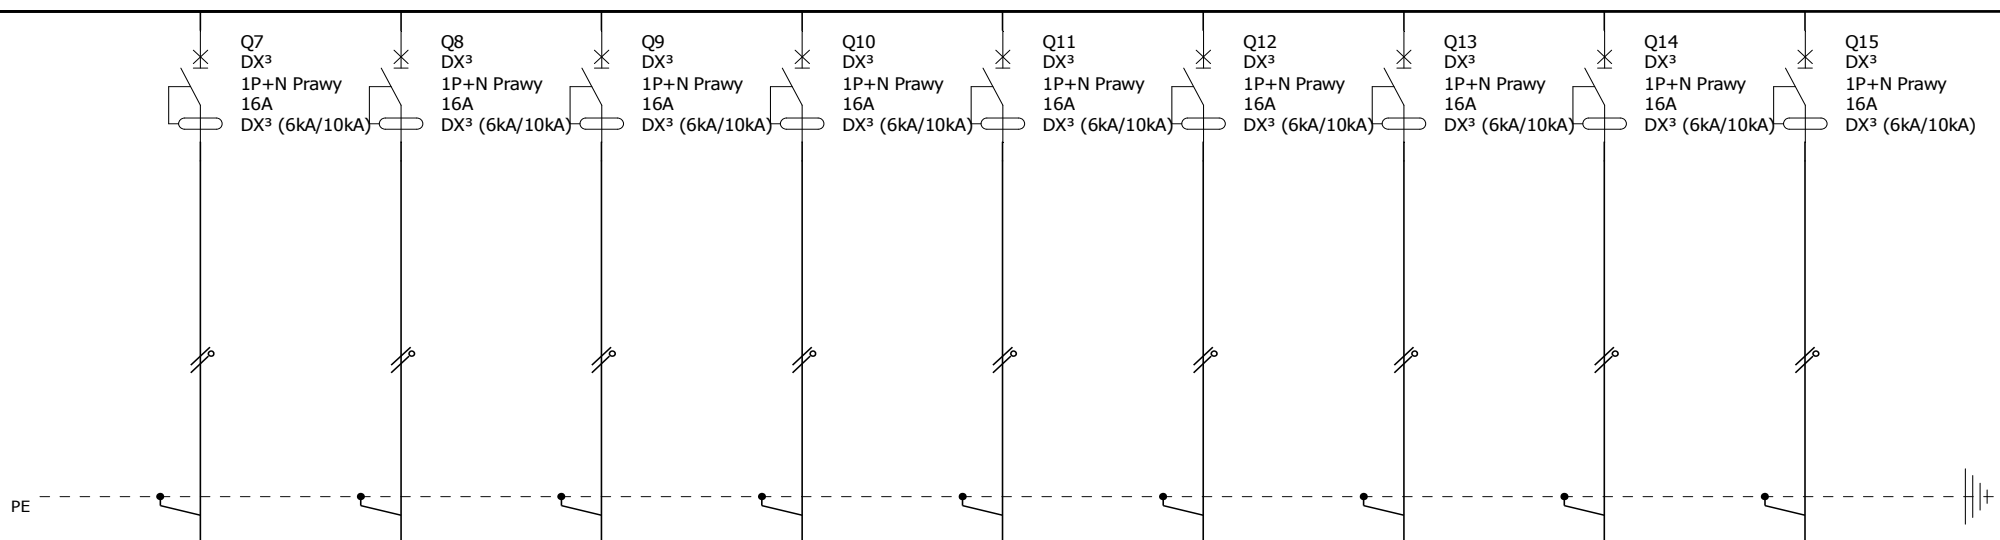 Q7
DX³
1P+N Prawy
16A
DX³ (6kA/10kA)
Q8
DX³
1P+N Prawy
16A
DX³ (6kA/10kA)
Q9
DX³
1P+N Prawy
16A
DX³ (6kA/10kA)
Q10
DX³
1P+N Prawy
16A
DX³ (6kA/10kA)
Q11
DX³
1P+N Prawy
16A
DX³ (6kA/10kA)
Q12
DX³
1P+N Prawy
16A
DX³ (6kA/10kA)
Q13
DX³
1P+N Prawy
16A
DX³ (6kA/10kA)
Q14
DX³
1P+N Prawy
16A
DX³ (6kA/10kA)
Q15
DX³
1P+N Prawy
16A
DX³ (6kA/10kA)
PE